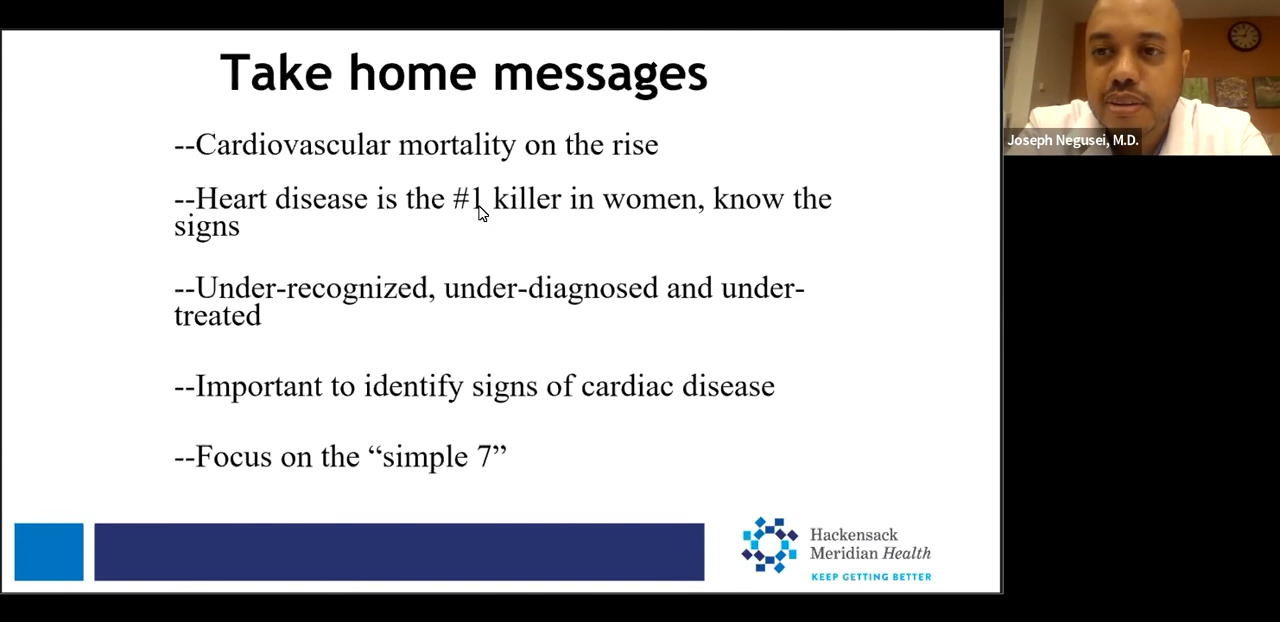 Take home messages
--Cardiovascular mortality on the rise
--Heart disease is the #1 killer in women, know the
signs
--Under-recognized, under-diagnosed and under-
treated
--Important to identify signs of cardiac disease
--Focus on the “simple 7”
Hackensack
Meridian Health
KEEP GETTING BETTER
Joseph Negusei, M.D.